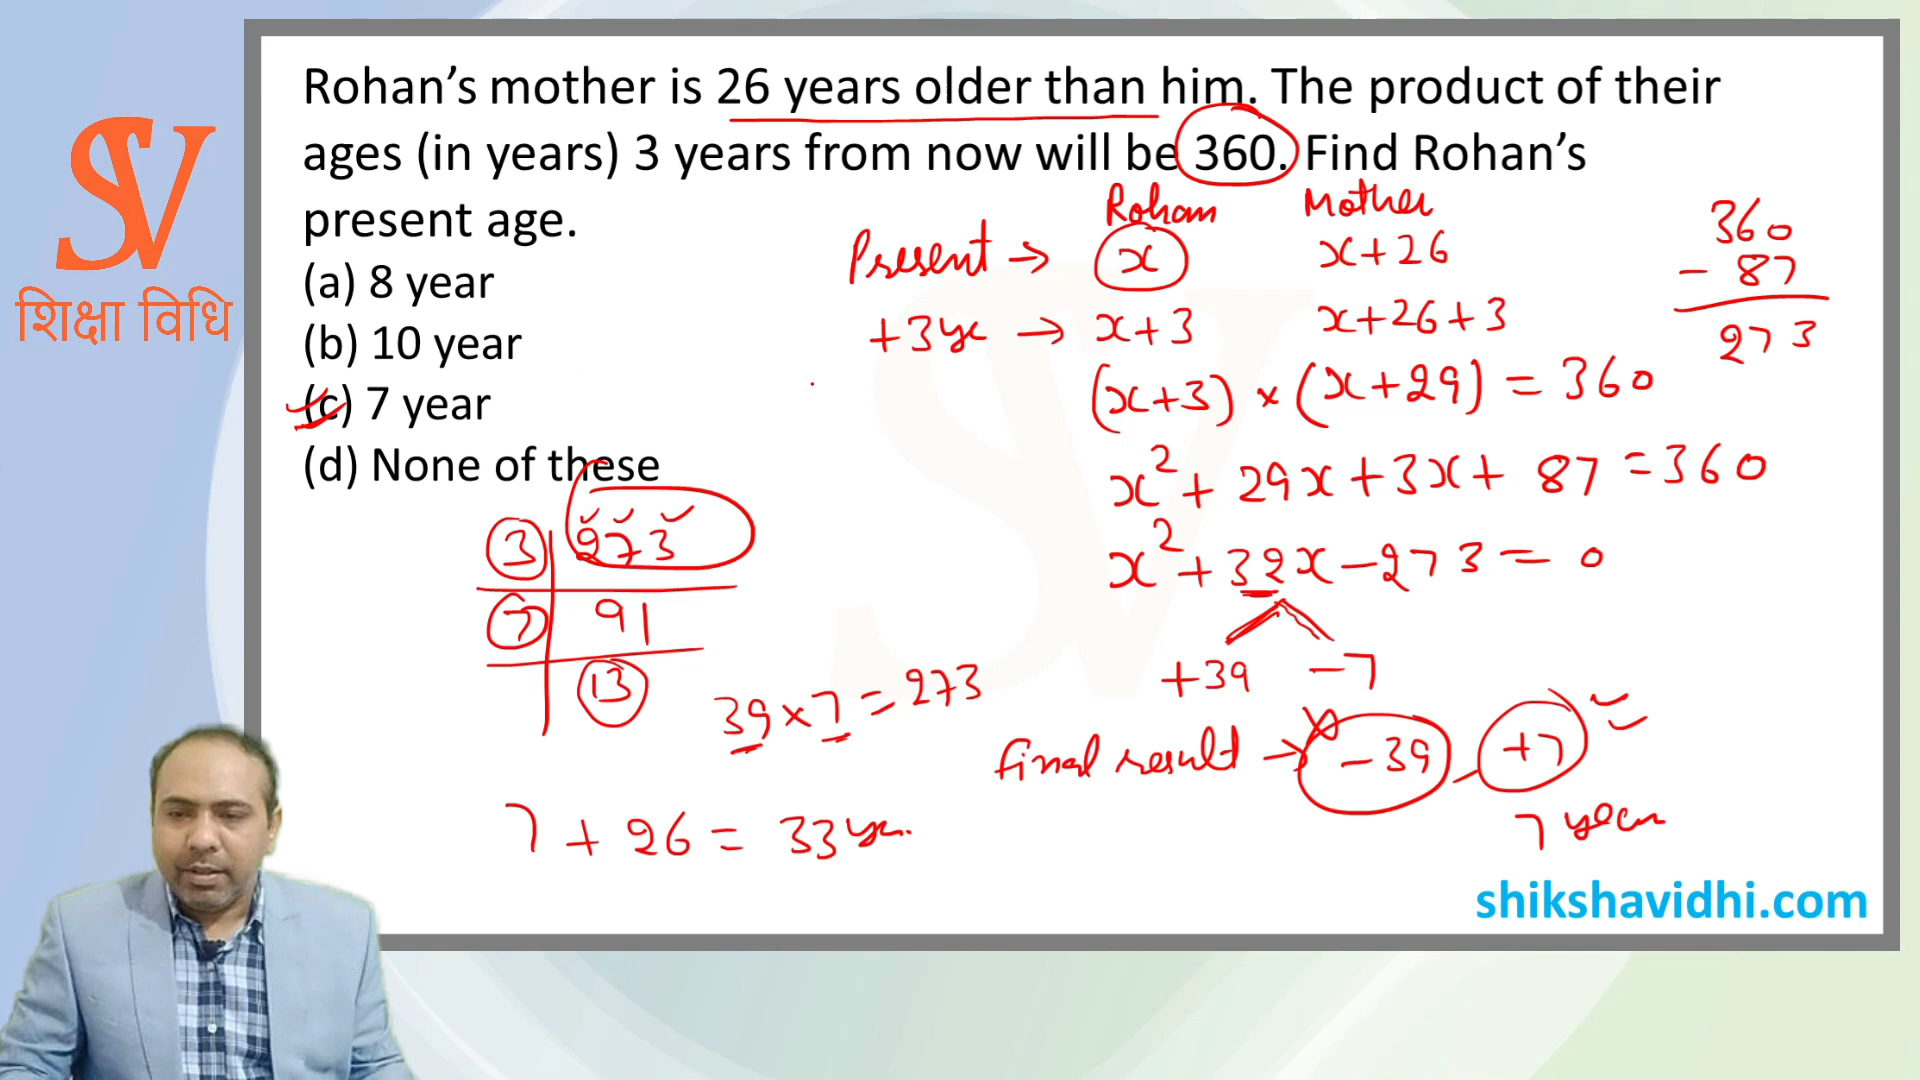 Rohan’s mother is 26 years older than him. The product of their
ages (in years) 3 years from now will be 360. Find Rohan’s
present age.
(a) 8 year
(b) 10 year
(c) 7 year
(d) None of these
SV
शिक्षा विधि
Rohan Mother
Present → x x+26
+3yr → x+3 x+26+3
(x+3) × (x+29) = 360
x² + 29x + 3x + 87 = 360
x² + 32x - 273 = 0
+39 -7
final result → -39, +7
7 year
360
- 87
273
3 273
7 91
13
39 × 7 = 273
7 + 26 = 33 yr.
shikshavidhi.com